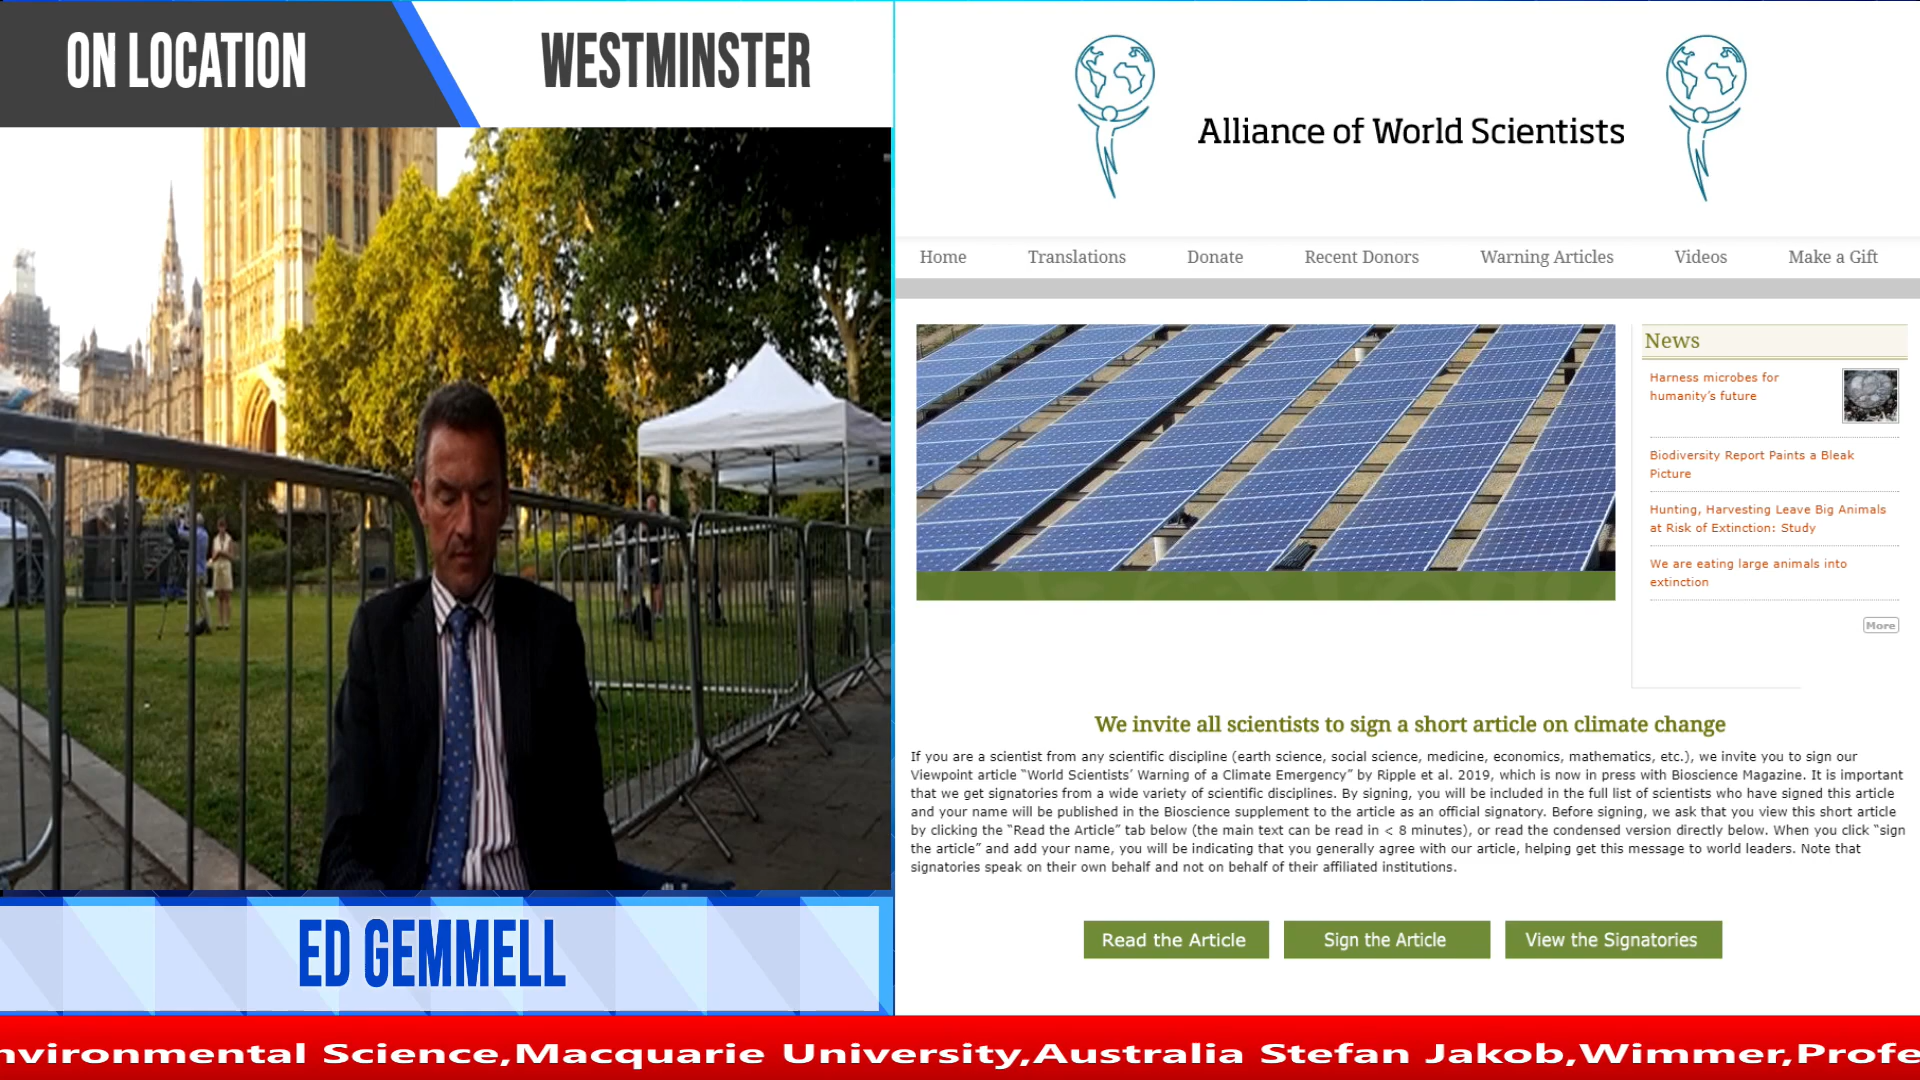 ON LOCATION
WESTMINSTER
ED GEMMELL
Alliance of World Scientists
Home
Translations
Donate
Recent Donors
Warning Articles
Videos
Make a Gift
News
Harness microbes for
humanity's future
Biodiversity Report Paints a Bleak
Picture
Hunting, Harvesting Leave Big Animals
at Risk of Extinction: Study
We are eating large animals into
extinction
More
We invite all scientists to sign a short article on climate change
If you are a scientist from any scientific discipline (earth science, social science, medicine, economics, mathematics, etc.), we invite you to sign our
Viewpoint article “World Scientists’ Warning of a Climate Emergency” by Ripple et al. 2019, which is now in press with Bioscience Magazine. It is important
that we get signatories from a wide variety of scientific disciplines. By signing, you will be included in the full list of scientists who have signed this article
and your name will be published in the Bioscience supplement to the article as an official signatory. Before signing, we ask that you view this short article
by clicking the “Read the Article” tab below (the main text can be read in < 8 minutes), or read the condensed version directly below. When you click “sign
the article” and add your name, you will be indicating that you generally agree with our article, helping get this message to world leaders. Note that
signatories speak on their own behalf and not on behalf of their affiliated institutions.
Read the Article
Sign the Article
View the Signatories
nvironmental Science,Macquarie University,Australia Stefan Jakob,Wimmer,Profe